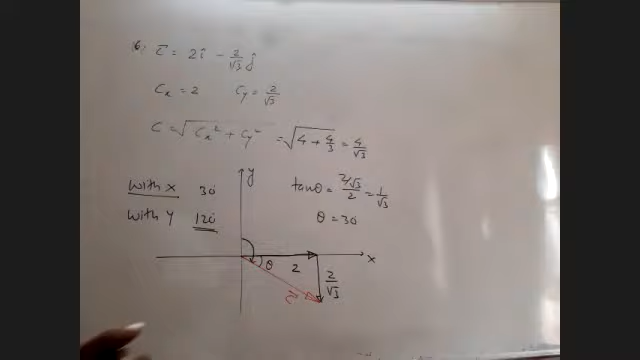 (6) c⃗ = 2î − 2/√3 ĵ
Cx = 2 Cy = 2/√3
C = √(Cx² + Cy²) = √(4 + 4/3) = 4/√3
with X 30
with Y 120
tanθ = 2/√3 / 2 = 1/√3
θ = 30
y
x
θ
2
2/√3
c⃗